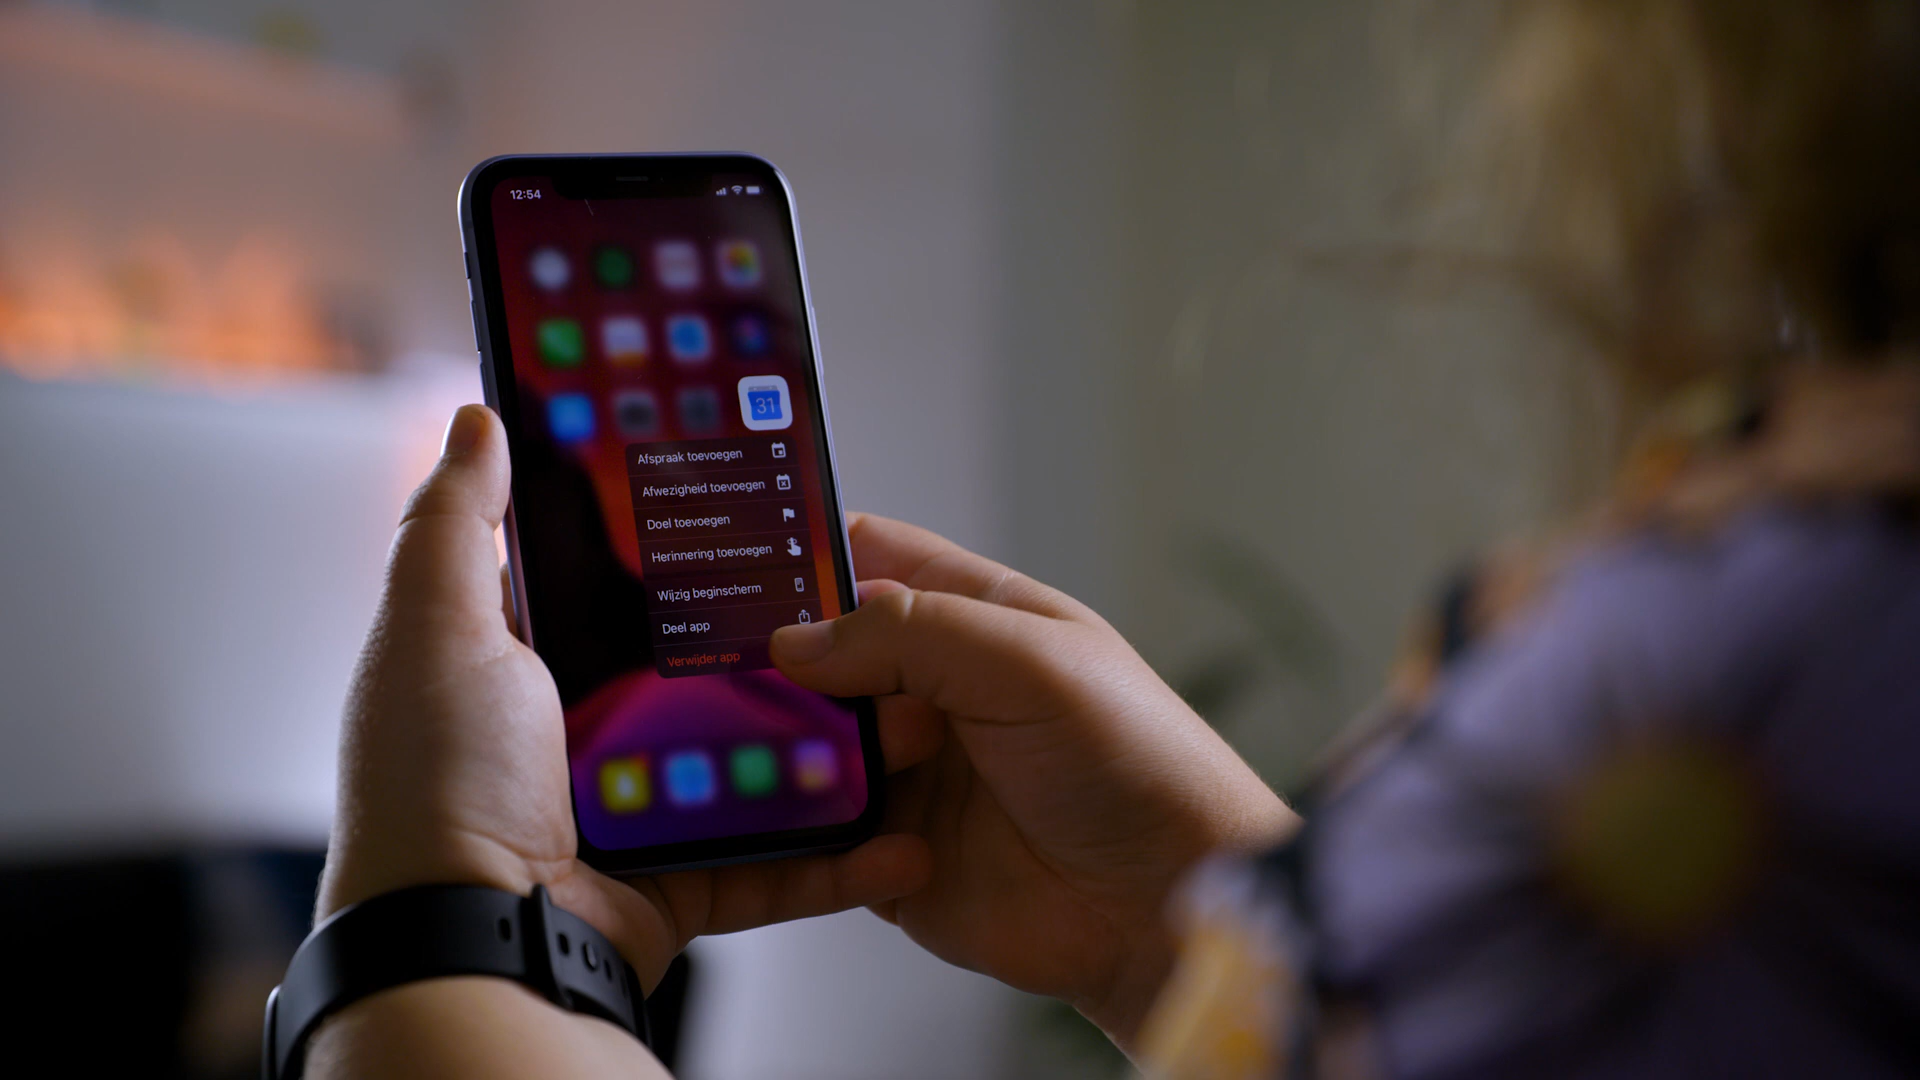 12:54
31
Afspraak toevoegen
Afwezigheid toevoegen
Doel toevoegen
Herinnering toevoegen
Wijzig beginscherm
Deel app
Verwijder app